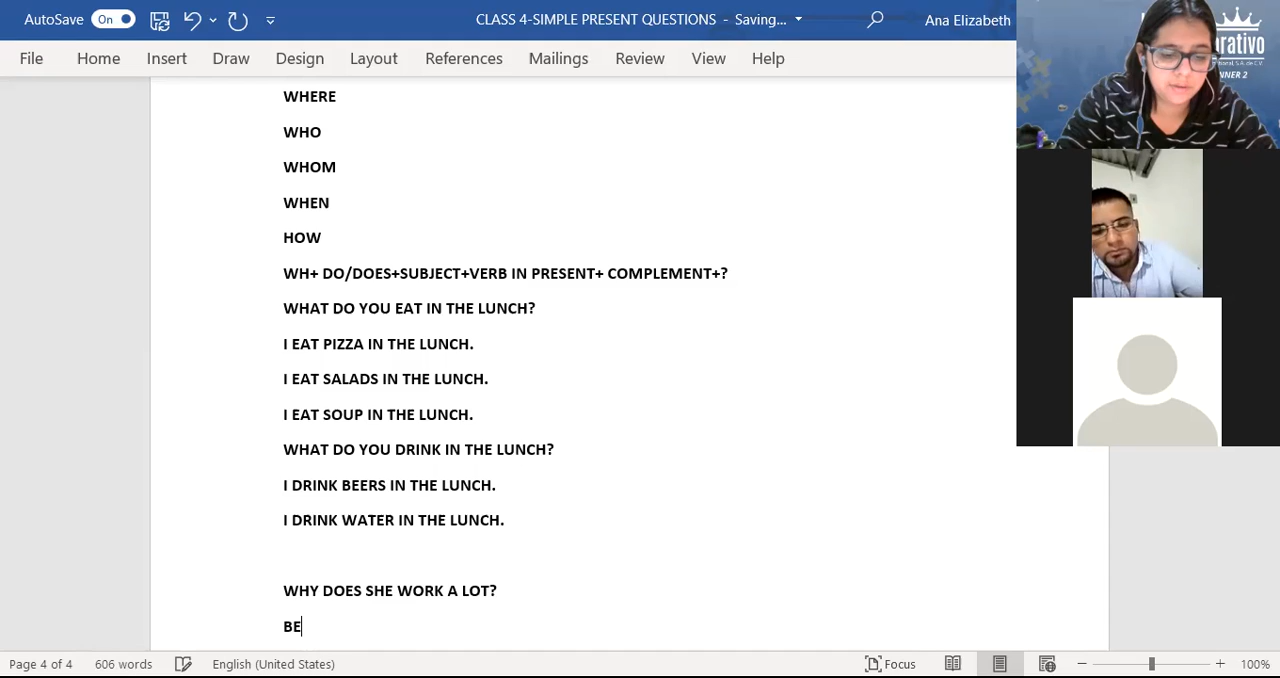 AutoSave On CLASS 4-SIMPLE PRESENT QUESTIONS - Saving... Ana Elizabeth
File Home Insert Draw Design Layout References Mailings Review View Help
WHERE
WHO
WHOM
WHEN
HOW
WH+ DO/DOES+SUBJECT+VERB IN PRESENT+ COMPLEMENT+?
WHAT DO YOU EAT IN THE LUNCH?
I EAT PIZZA IN THE LUNCH.
I EAT SALADS IN THE LUNCH.
I EAT SOUP IN THE LUNCH.
WHAT DO YOU DRINK IN THE LUNCH?
I DRINK BEERS IN THE LUNCH.
I DRINK WATER IN THE LUNCH.
WHY DOES SHE WORK A LOT?
BE
Page 4 of 4 606 words English (United States) Focus 100%